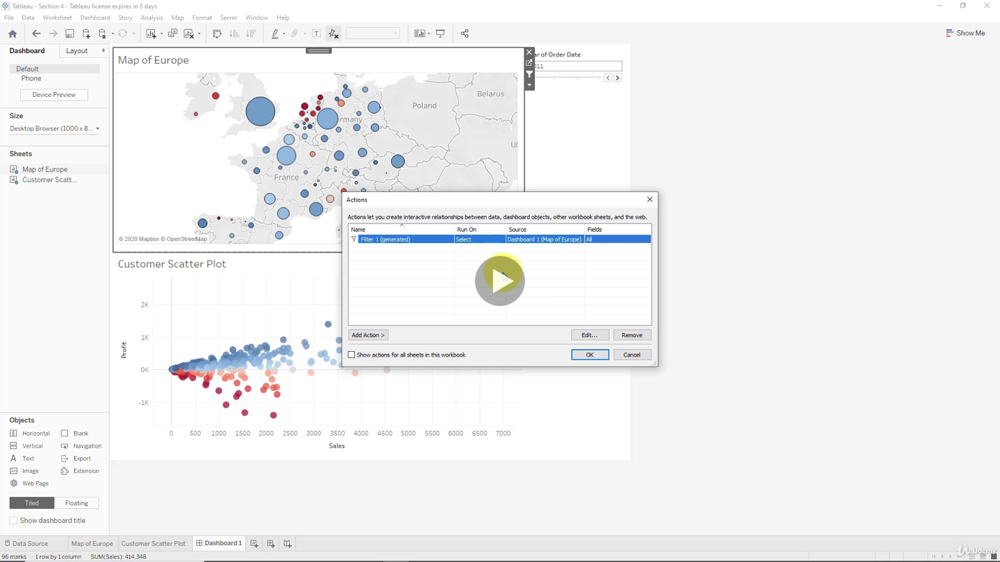 Tableau - Section 4 - Tableau license expires in 8 days
File Data Worksheet Dashboard Story Analysis Map Format Server Window Help
Show Me
Dashboard Layout
Default
Phone
Device Preview
Size
Desktop Browser (1000 x 8...
Sheets
Map of Europe
Customer Scatt...
Objects
Horizontal Blank
Vertical Navigation
Text Export
Image Extension
Web Page
Tiled Floating
Show dashboard title
Map of Europe
Belarus
Poland
France
© 2020 Mapbox © OpenStreetMap
of Order Date
Actions
Actions let you create interactive relationships between data, dashboard objects, other workbook sheets, and the web.
Name Run On Source Fields
Filter 1 (generated) Select Dashboard 1 (Map of Europe) All
Add Action > Edit... Remove
Show actions for all sheets in this workbook OK Cancel
Customer Scatter Plot
2K
1K
0K
-1K
Profit
0 500 1000 1500 2000 2500 3000 3500 4000 4500 5000 5500 6000 6500 7000
Sales
Data Source Map of Europe Customer Scatter Plot Dashboard 1
96 marks 1 row by 1 column SUM(Sales): 414,348
Udemy